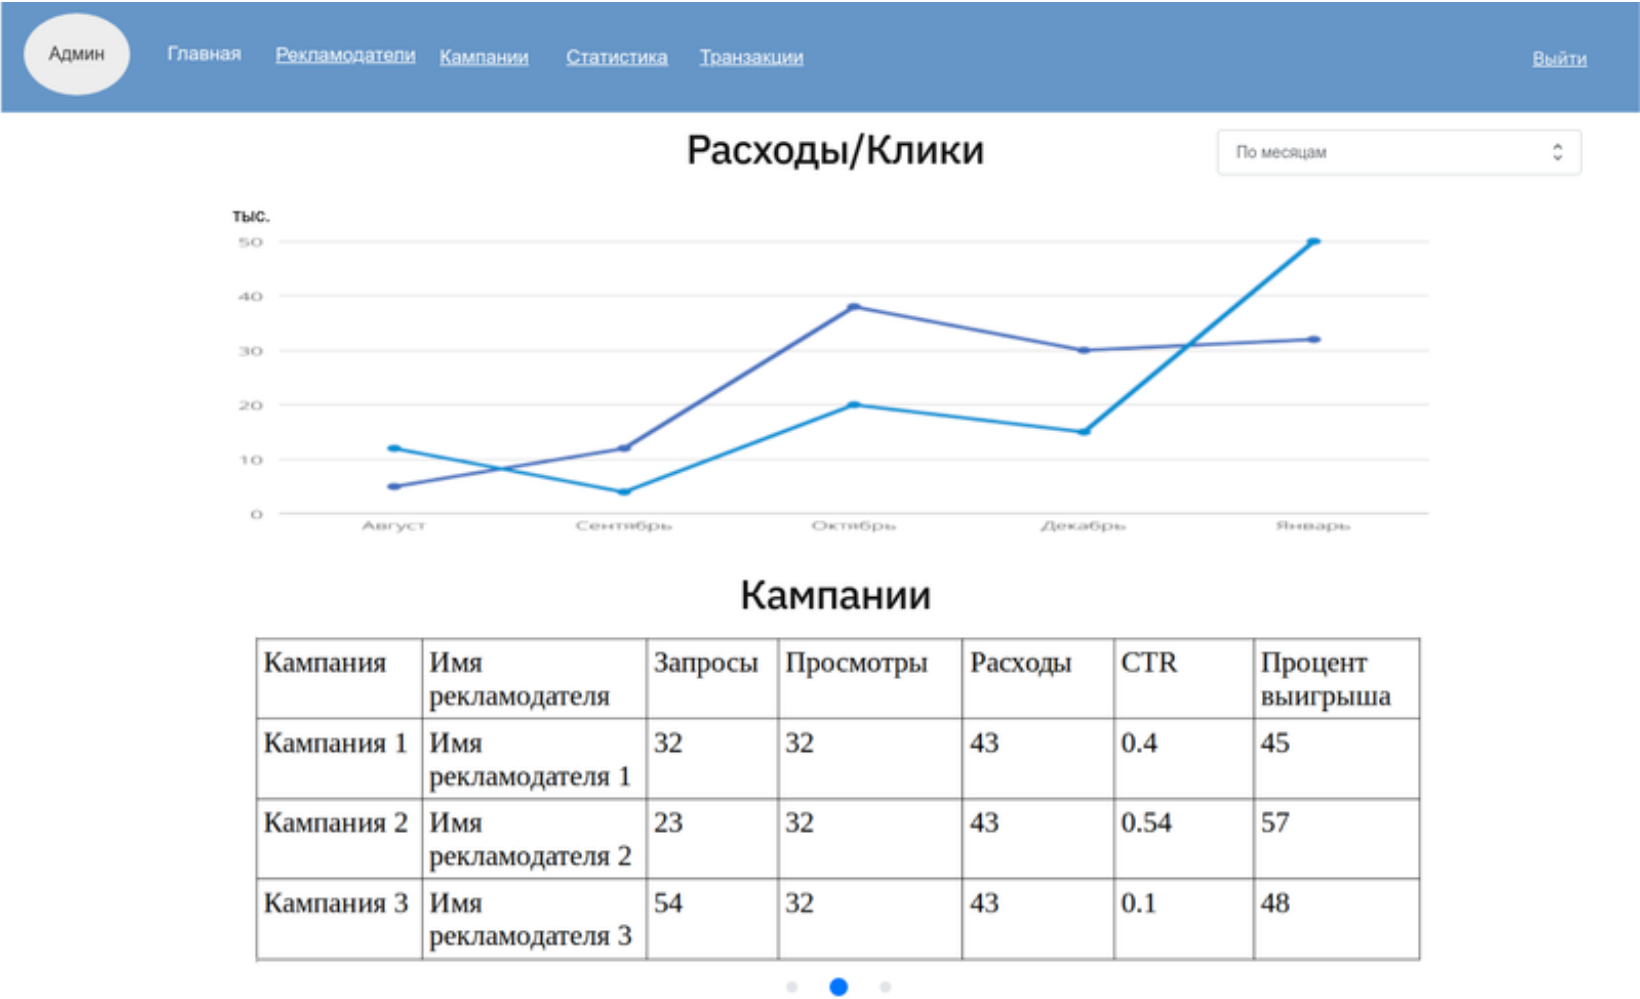 Админ Главная Рекламодатели Кампании Статистика Транзакции Выйти
Расходы/Клики
По месяцам
тыс.
50
40
30
20
10
0
Август Сентябрь Октябрь Декабрь Январь
Кампании
Кампания Имя рекламодателя Запросы Просмотры Расходы CTR Процент выигрыша
Кампания 1 Имя рекламодателя 1 32 32 43 0.4 45
Кампания 2 Имя рекламодателя 2 23 32 43 0.54 57
Кампания 3 Имя рекламодателя 3 54 32 43 0.1 48